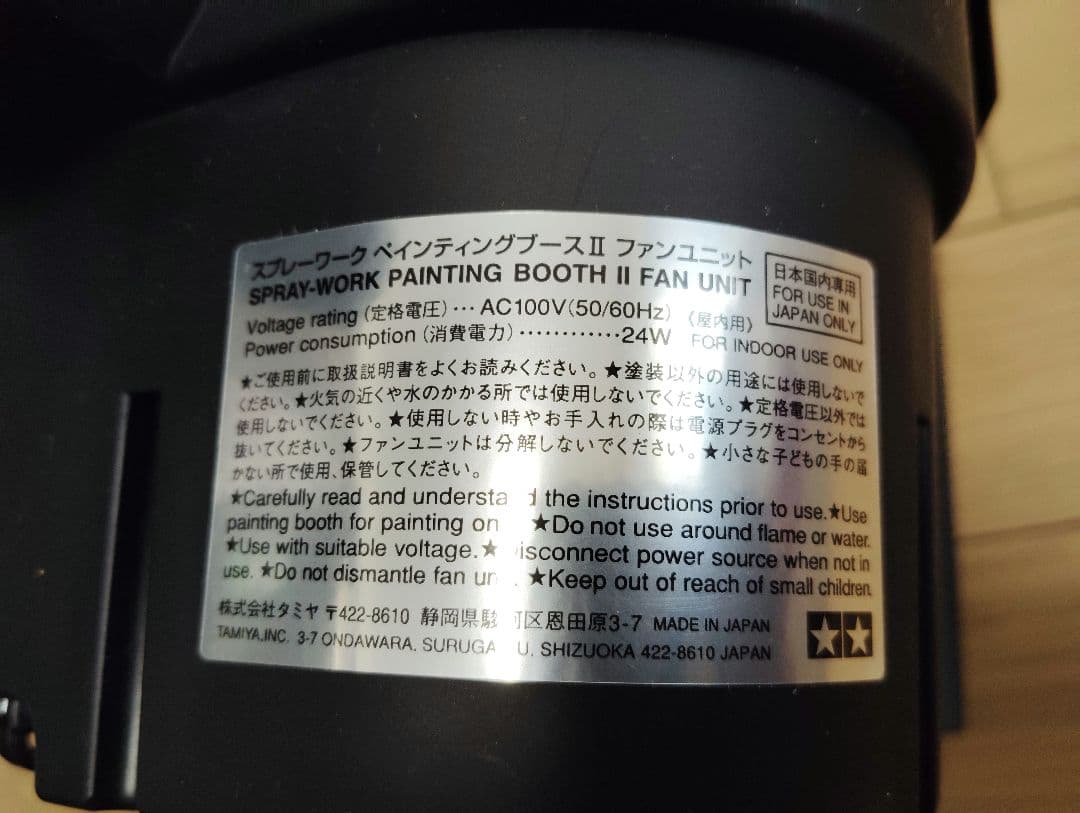 スプレーワーク ペインティングブースⅡ ファンユニット
SPRAY-WORK PAINTING BOOTH II FAN UNIT
日本国内専用
FOR USE IN
JAPAN ONLY
Voltage rating (定格電圧)…AC100V(50/60Hz)
Power consumption (消費電力)…………24W
〈屋内用〉
FOR INDOOR USE ONLY
★ご使用前に取扱説明書をよくお読みください。★塗装以外の用途には使用しないで
ください。★火気の近くや水のかかる所では使用しないでください。★定格電圧以外では
使用しないでください。★使用しない時やお手入れの際は電源プラグをコンセントから
抜いてください。★ファンユニットは分解しないでください。★小さな子どもの手の届
かない所で使用、保管してください。
★Carefully read and the instructions prior to use.★Use
painting booth for painting ★Do not use around flame or water.
★Use with suitable voltage.★ power source when not in
use. ★Do not dismantle fan ★Keep out of reach of small children.
株式会社タミヤ 〒422-8610 静岡県駿 区恩田原3-7 MADE IN JAPAN
TAMIYA,INC. 3-7 ONDAWARA. SHIZUOKA 422-8610 JAPAN